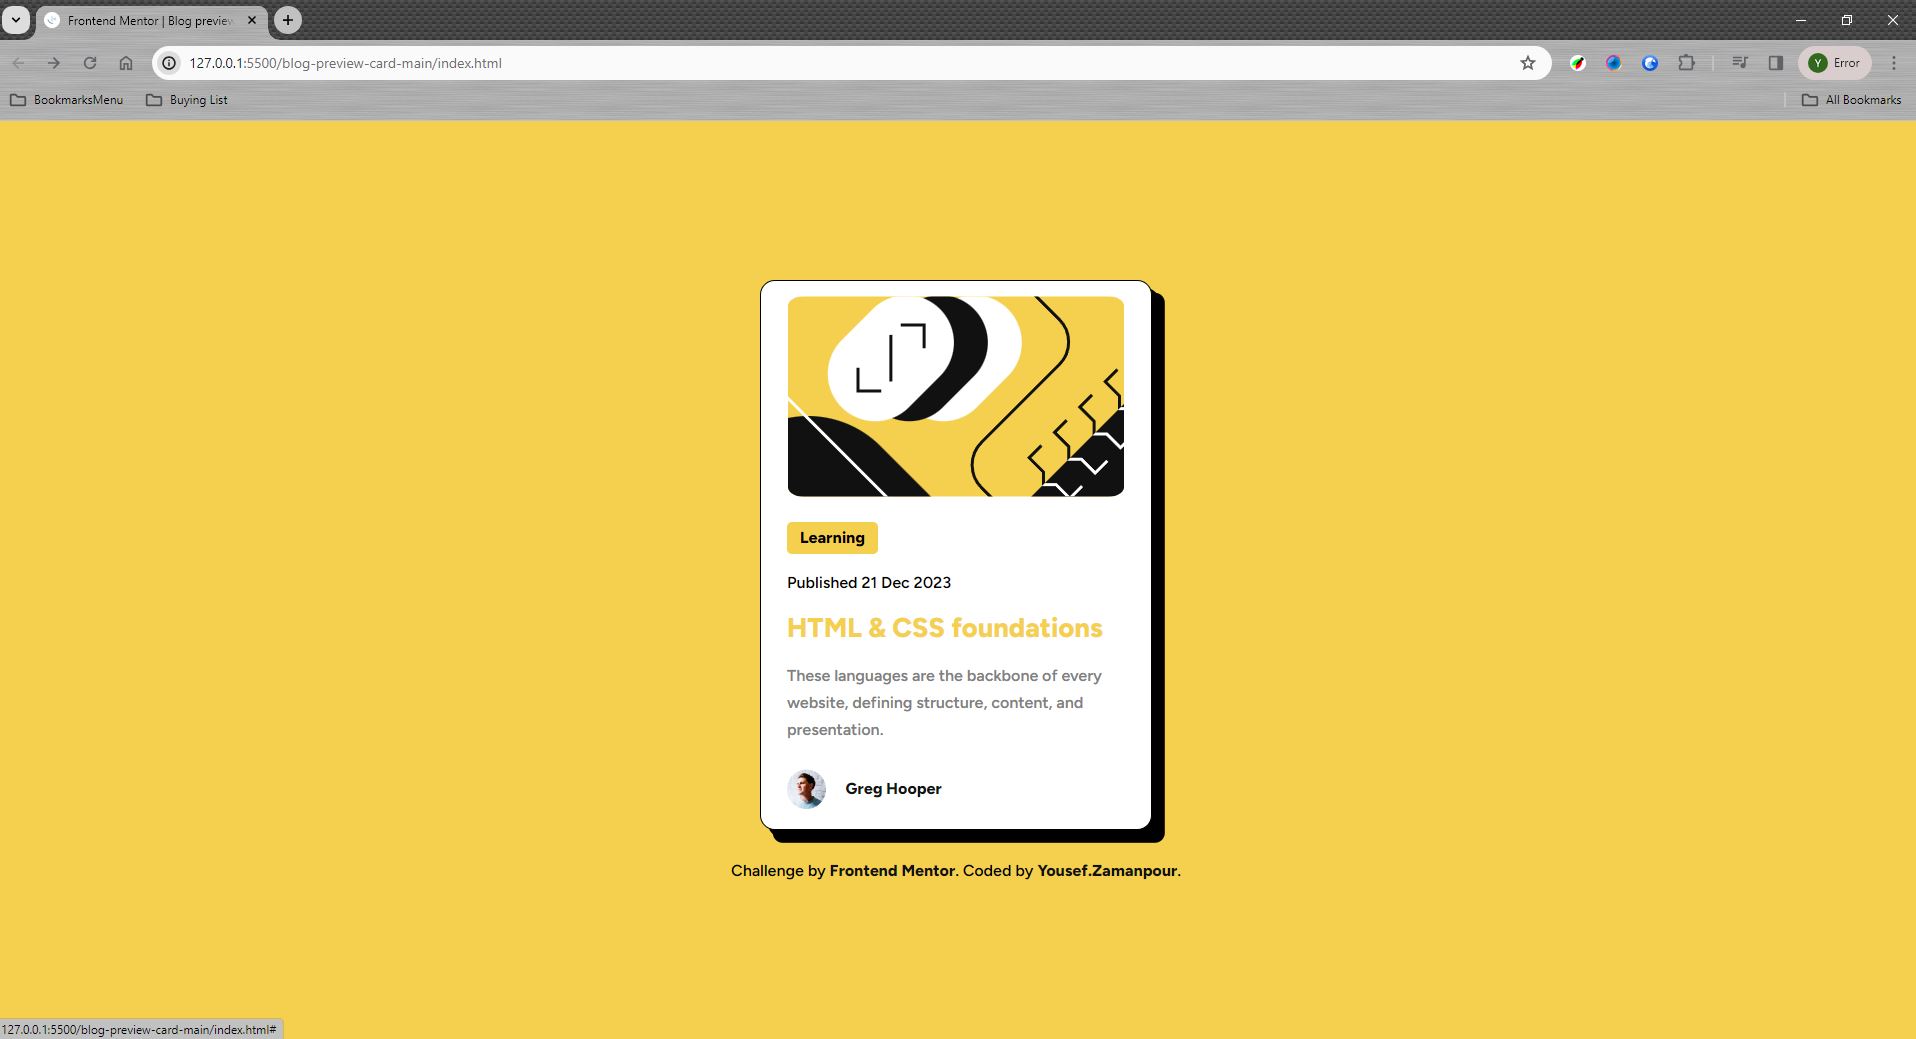 Frontend Mentor | Blog preview
127.0.0.1:5500/blog-preview-card-main/index.html
Y Error
BookmarksMenu
Buying List
All Bookmarks
Learning
Published 21 Dec 2023
HTML & CSS foundations
These languages are the backbone of every
website, defining structure, content, and
presentation.
Greg Hooper
Challenge by Frontend Mentor. Coded by Yousef.Zamanpour.
127.0.0.1:5500/blog-preview-card-main/index.html#